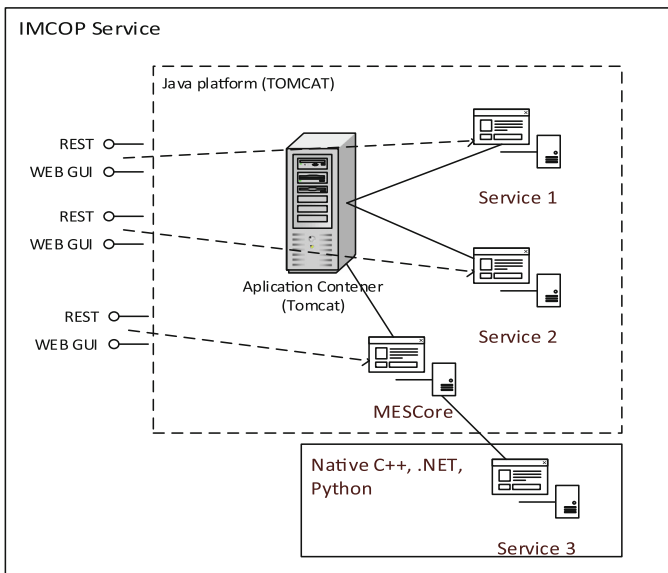 IMCOP Service
Java platform (TOMCAT)
REST
WEB GUI
REST
WEB GUI
REST
WEB GUI
Service 1
Aplication Contener
(Tomcat)
Service 2
MESCore
Native C++, .NET,
Python
Service 3